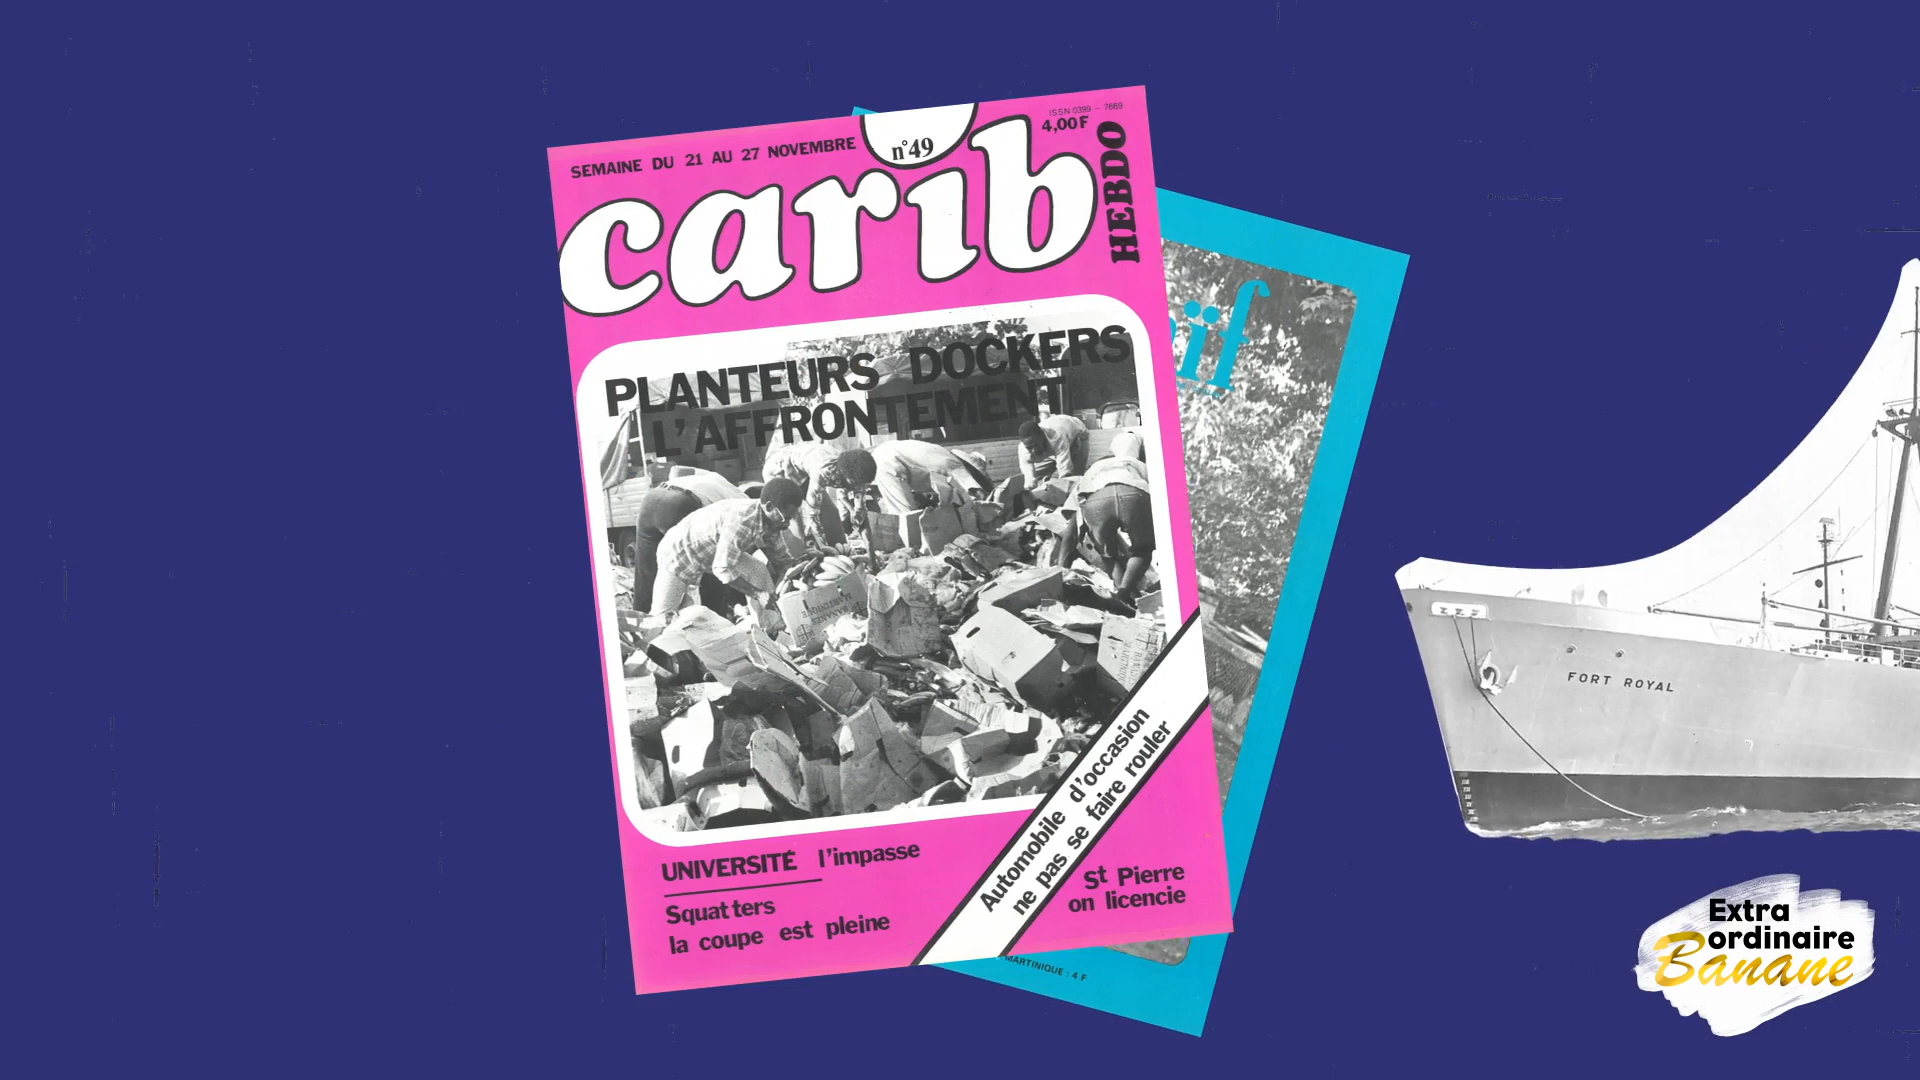 ISSN 0399 - 7669
SEMAINE DU 21 AU 27 NOVEMBRE
n°49
4,00F
carib
HEBDO
PLANTEURS DOCKERS
L'AFFRONTEMENT
BANANES
MARTINIQUE
Automobile d'occasion
ne pas se faire rouler
UNIVERSITÉ l'impasse
Squatters
la coupe est pleine
St Pierre
on licencie
MARTINIQUE : 4 F
FORT ROYAL
Extra
ordinaire
Banane